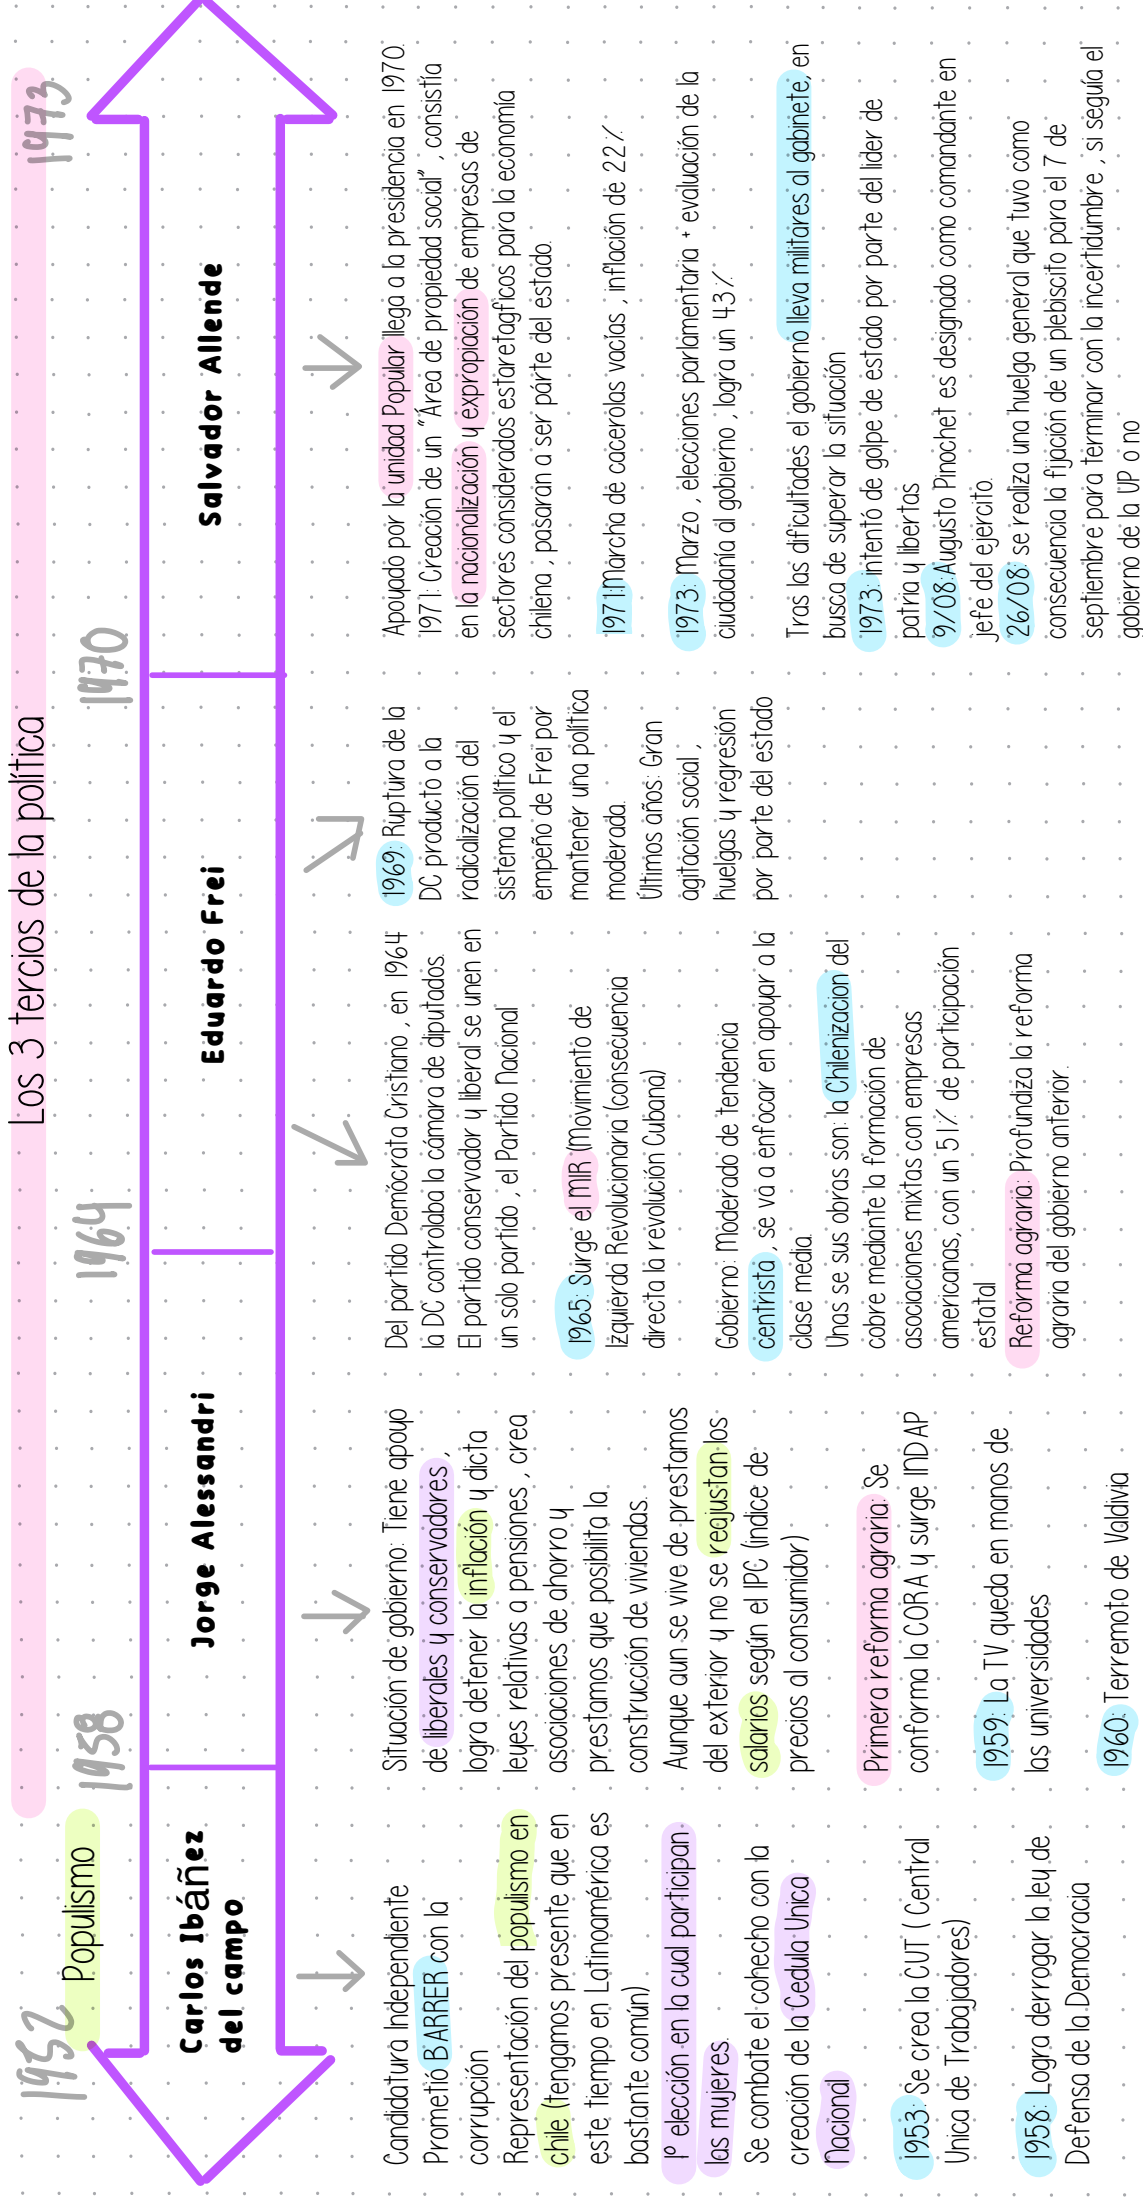 Los 3 tercios de la política
1952
Populismo
1958
1964
1970
1973
Carlos Ibáñez
del campo
Jorge Alessandri
Eduardo Frei
Salvador Allende
Candidatura Independiente
Prometió BARRER con la
corrupción
Representación del populismo en
chile (tengamos presente que en
este tiempo en Latinoamérica es
bastante común)
1º elección en la cual participan
las mujeres.
Se combate el cohecho con la
creación de la Cedula Unica
Nacional
1953: Se crea la CUT ( Central
Unica de Trabajadores)
1958: Logra derrogar la ley de
Defensa de la Democracia
Situación de gobierno: Tiene apoyo
de liberales y conservadores ,
logra detener la inflación y dicta
leyes relativas a pensiones , crea
asociaciones de ahorro y
prestamos que posibilita la
construcción de viviendas.
Aunque aun se vive de prestamos
del exterior y no se reajustan los
salarios según el IPC (índice de
precios al consumidor)
Primera reforma agraria: Se
conforma la CORA y surge INDAP
1959: La TV queda en manos de
las universidades
1960: Terremoto de Valdivia
Del partido Demócrata Cristiano , en 1964
la DC controlaba la cámara de diputados.
El partido conservador y liberal se unen en
un solo partido , el Partido Nacional
1965: Surge el MIR (Movimiento de
Izquierda Revolucionaria (consecuencia
directa la revolución Cubana)
Gobierno: Moderado de tendencia
centrista , se va a enfocar en apoyar a la
clase media.
Unas se sus obras son: la Chilenizacion del
cobre mediante la formación de
asociaciones mixtas con empresas
americanas, con un 51% de participación
estatal
Reforma agraria: Profundiza la reforma
agraria del gobierno anterior.
1969: Ruptura de la
DC producto a la
radicalización del
sistema político y el
empeño de Frei por
mantener una política
moderada.
Últimos años: Gran
agitación social ,
huelgas y regresión
por parte del estado
Apoyado por la unidad Popular llega a la presidencia en 1970.
1971: Creación de un "Área de propiedad social" , consistía
en la nacionalización y expropiación de empresas de
sectores considerados estaretagficos para la economía
chilena , pasarán a ser parte del estado.
1971:Marcha de cacerolas vacias , inflación de 22%
1973: Marzo , elecciones parlamentaria + evaluación de la
ciudadanía al gobierno , logra un 43%
Tras las dificultades el gobierno lleva militares al gabinete, en
busca de superar la situación
1973: intentó de golpe de estado por parte del lider de
patria y libertas
9/08:Augusto Pinochet es designado como comandante en
jefe del ejercito.
26/08: se realiza una huelga general que tuvo como
consecuencia la fijación de un plebiscito para el 7 de
septiembre para terminar con la incertidumbre , si seguía el
gobierno de la UP o no